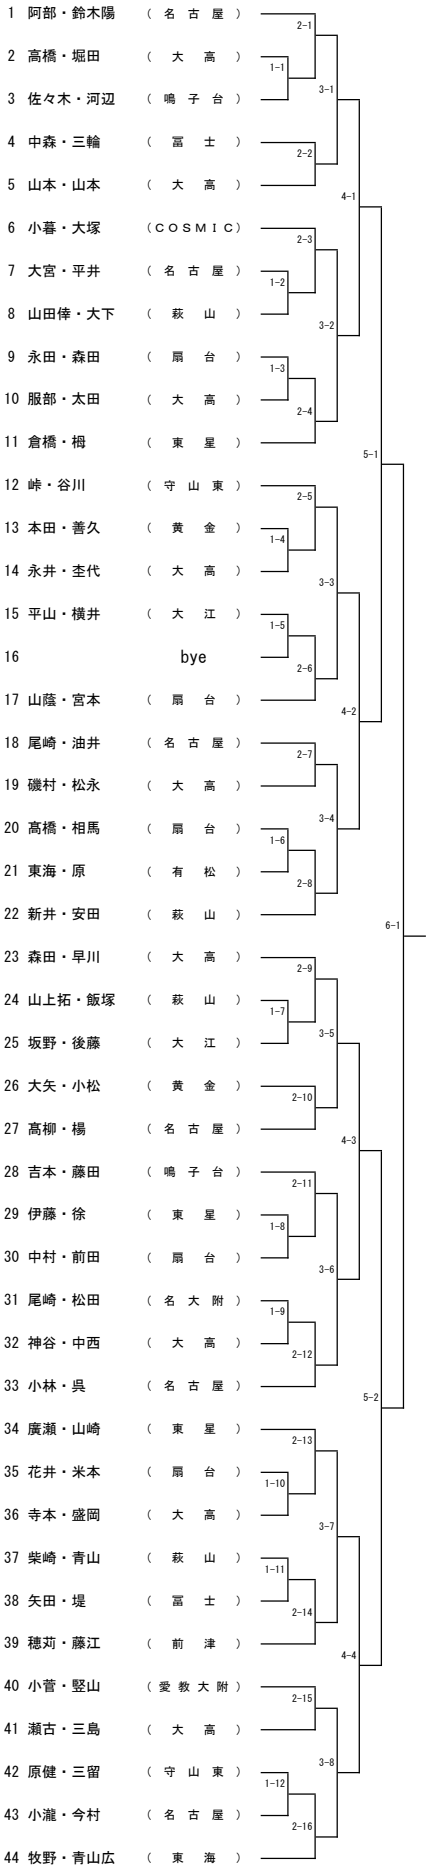 1 阿部・鈴木陽 （ 名 古 屋 ）
2-1
2 高橋・堀田 （ 大 高 ）
1-1
3 佐々木・河辺 （ 鳴 子 台 ）
3-1
4 中森・三輪 （ 冨 士 ）
2-2
5 山本・山本 （ 大 高 ）
4-1
6 小暮・大塚 （ＣＯＳＭＩＣ）
2-3
7 大宮・平井 （ 名 古 屋 ）
1-2
8 山田倖・大下 （ 萩 山 ）
3-2
9 永田・森田 （ 扇 台 ）
1-3
10 服部・太田 （ 大 高 ）
2-4
11 倉橋・栂 （ 東 星 ）
5-1
12 峠・谷川 （ 守 山 東 ）
2-5
13 本田・善久 （ 黄 金 ）
1-4
14 永井・杢代 （ 大 高 ）
3-3
15 平山・横井 （ 大 江 ）
1-5
16 bye
2-6
17 山蔭・宮本 （ 扇 台 ）
4-2
18 尾崎・油井 （ 名 古 屋 ）
2-7
19 磯村・松永 （ 大 高 ）
3-4
20 髙橋・相馬 （ 扇 台 ）
1-6
21 東海・原 （ 有 松 ）
2-8
22 新井・安田 （ 萩 山 ）
6-1
23 森田・早川 （ 大 高 ）
2-9
24 山上拓・飯塚 （ 萩 山 ）
1-7
3-5
25 坂野・後藤 （ 大 江 ）
26 大矢・小松 （ 黄 金 ）
2-10
27 髙柳・楊 （ 名 古 屋 ）
4-3
28 吉本・藤田 （ 鳴 子 台 ）
2-11
29 伊藤・徐 （ 東 星 ）
1-8
30 中村・前田 （ 扇 台 ）
3-6
31 尾崎・松田 （ 名 大 附 ）
1-9
32 神谷・中西 （ 大 高 ）
2-12
33 小林・呉 （ 名 古 屋 ）
5-2
34 廣瀬・山崎 （ 東 星 ）
2-13
35 花井・米本 （ 扇 台 ）
1-10
36 寺本・盛岡 （ 大 高 ）
3-7
37 柴崎・青山 （ 萩 山 ）
1-11
38 矢田・堤 （ 冨 士 ）
2-14
39 穂苅・藤江 （ 前 津 ）
4-4
40 小菅・堅山 （ 愛 教 大 附 ）
2-15
41 瀬古・三島 （ 大 高 ）
3-8
42 原健・三留 （ 守 山 東 ）
1-12
43 小瀧・今村 （ 名 古 屋 ）
2-16
44 牧野・青山広 （ 東 海 ）